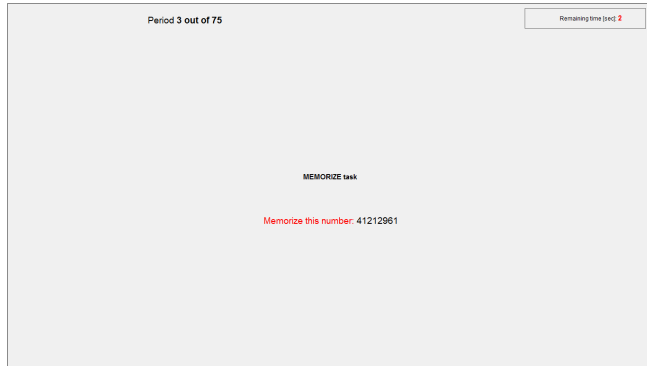 Period 3 out of 75
Remaining time [sec]: 2
MEMORIZE task
Memorize this number: 41212961